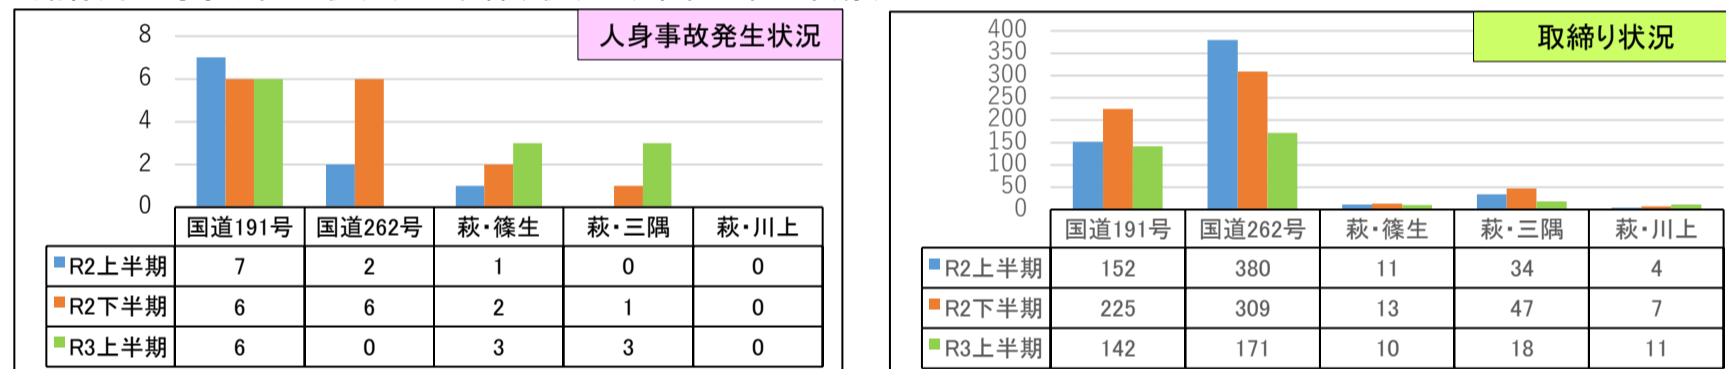 人身事故発生状況
8
6
4
2
0
国道191号 国道262号 萩・篠生 萩・三隅 萩・川上
R2上半期 7 2 1 0 0
R2下半期 6 6 2 1 0
R3上半期 6 0 3 3 0
取締り状況
400
350
300
250
200
150
100
50
0
国道191号 国道262号 萩・篠生 萩・三隅 萩・川上
R2上半期 152 380 11 34 4
R2下半期 225 309 13 47 7
R3上半期 142 171 10 18 11